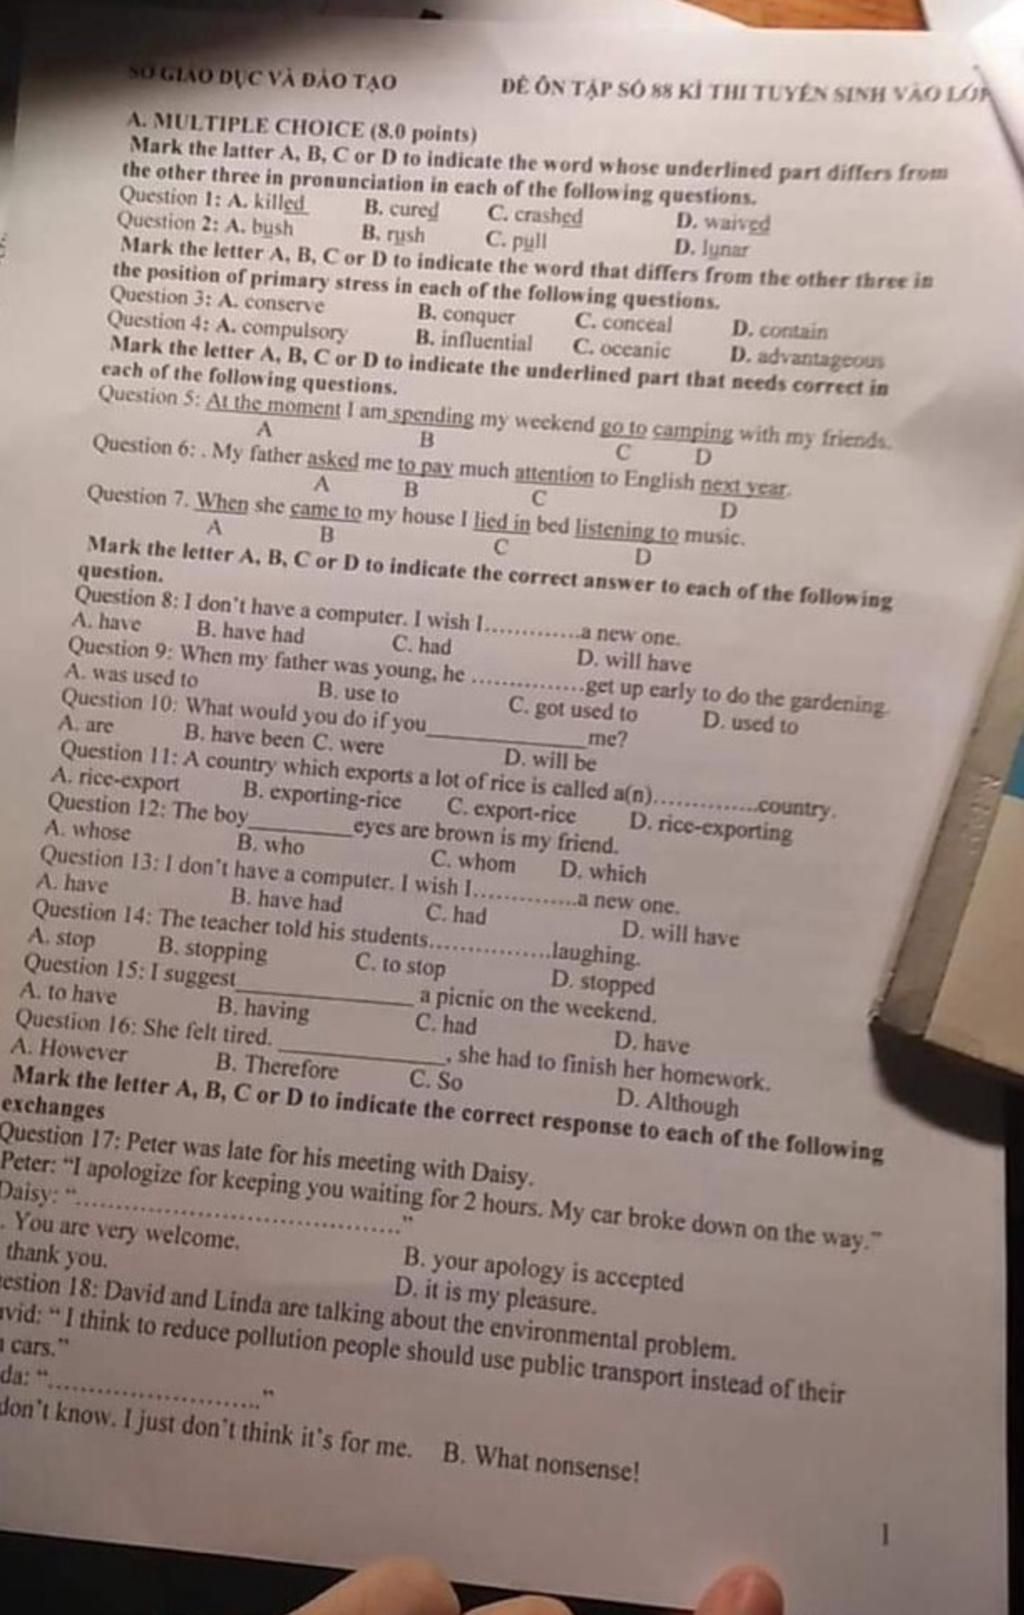 SỞ GIÁO DỤC VÀ ĐÀO TẠO ĐỀ ÔN TẬP SỐ 88 KÌ THI TUYỂN SINH VÀO LỚP
A. MULTIPLE CHOICE (8.0 points)
Mark the latter A, B, C or D to indicate the word whose underlined part differs from
the other three in pronunciation in each of the following questions.
Question 1: A. killed B. cured C. crashed D. waived
Question 2: A. bush B. rush C. pull D. lunar
Mark the letter A, B, C or D to indicate the word that differs from the other three in
the position of primary stress in each of the following questions.
Question 3: A. conserve B. conquer C. conceal D. contain
Question 4: A. compulsory B. influential C. oceanic D. advantageous
Mark the letter A, B, C or D to indicate the underlined part that needs correct in
each of the following questions.
Question 5: At the moment I am spending my weekend go to camping with my friends.
A B C D
Question 6: . My father asked me to pay much attention to English next year.
A B C D
Question 7. When she came to my house I lied in bed listening to music.
A B C D
Mark the letter A, B, C or D to indicate the correct answer to each of the following
question.
Question 8: I don't have a computer. I wish I.............a new one.
A. have B. have had C. had D. will have
Question 9: When my father was young, he ...............get up early to do the gardening.
A. was used to B. use to C. got used to D. used to
Question 10: What would you do if you_______________me?
A. are B. have been C. were D. will be
Question 11: A country which exports a lot of rice is called a(n)..............country.
A. rice-export B. exporting-rice C. export-rice D. rice-exporting
Question 12: The boy__________eyes are brown is my friend.
A. whose B. who C. whom D. which
Question 13: I don't have a computer. I wish I..............a new one.
A. have B. have had C. had D. will have
Question 14: The teacher told his students................laughing.
A. stop B. stopping C. to stop D. stopped
Question 15: I suggest_________________ a picnic on the weekend.
A. to have B. having C. had D. have
Question 16: She felt tired. ________________, she had to finish her homework.
A. However B. Therefore C. So D. Although
Mark the letter A, B, C or D to indicate the correct response to each of the following
exchanges
Question 17: Peter was late for his meeting with Daisy.
Peter: "I apologize for keeping you waiting for 2 hours. My car broke down on the way."
Daisy: "........................................"
. You are very welcome. B. your apology is accepted
thank you. D. it is my pleasure.
estion 18: David and Linda are talking about the environmental problem.
vid: " I think to reduce pollution people should use public transport instead of their
cars."
da: "..........................."
don't know. I just don't think it's for me. B. What nonsense!
1